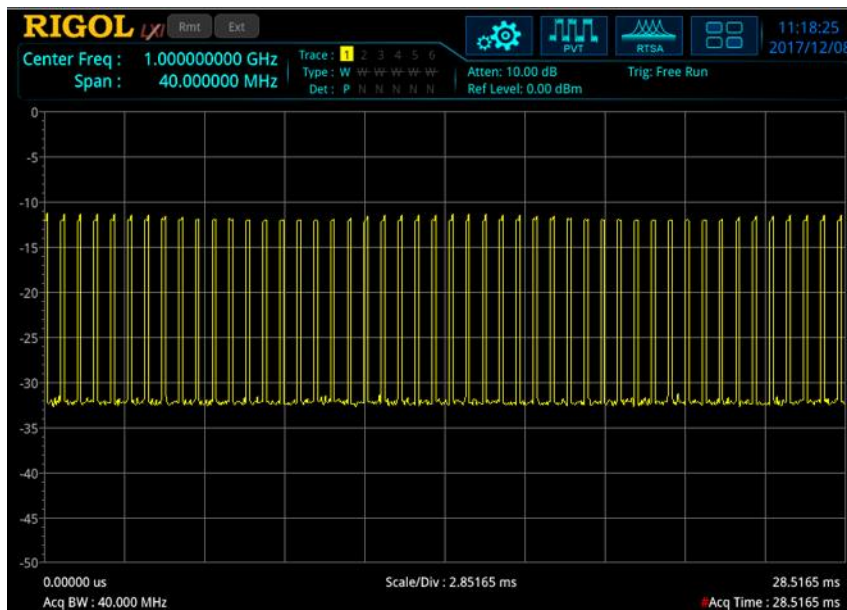 RIGOL LXI Rmt Ext
PVT RTSA
11:18:25
2017/12/08
Center Freq : 1.000000000 GHz
Span : 40.000000 MHz
Trace : 1 2 3 4 5 6
Type : W W W W W W
Det : P N N N N N
Atten: 10.00 dB
Ref Level: 0.00 dBm
Trig: Free Run
0
-5
-10
-15
-20
-25
-30
-35
-40
-45
-50
0.00000 us Scale/Div : 2.85165 ms 28.5165 ms
Acq BW : 40.000 MHz #Acq Time : 28.5165 ms